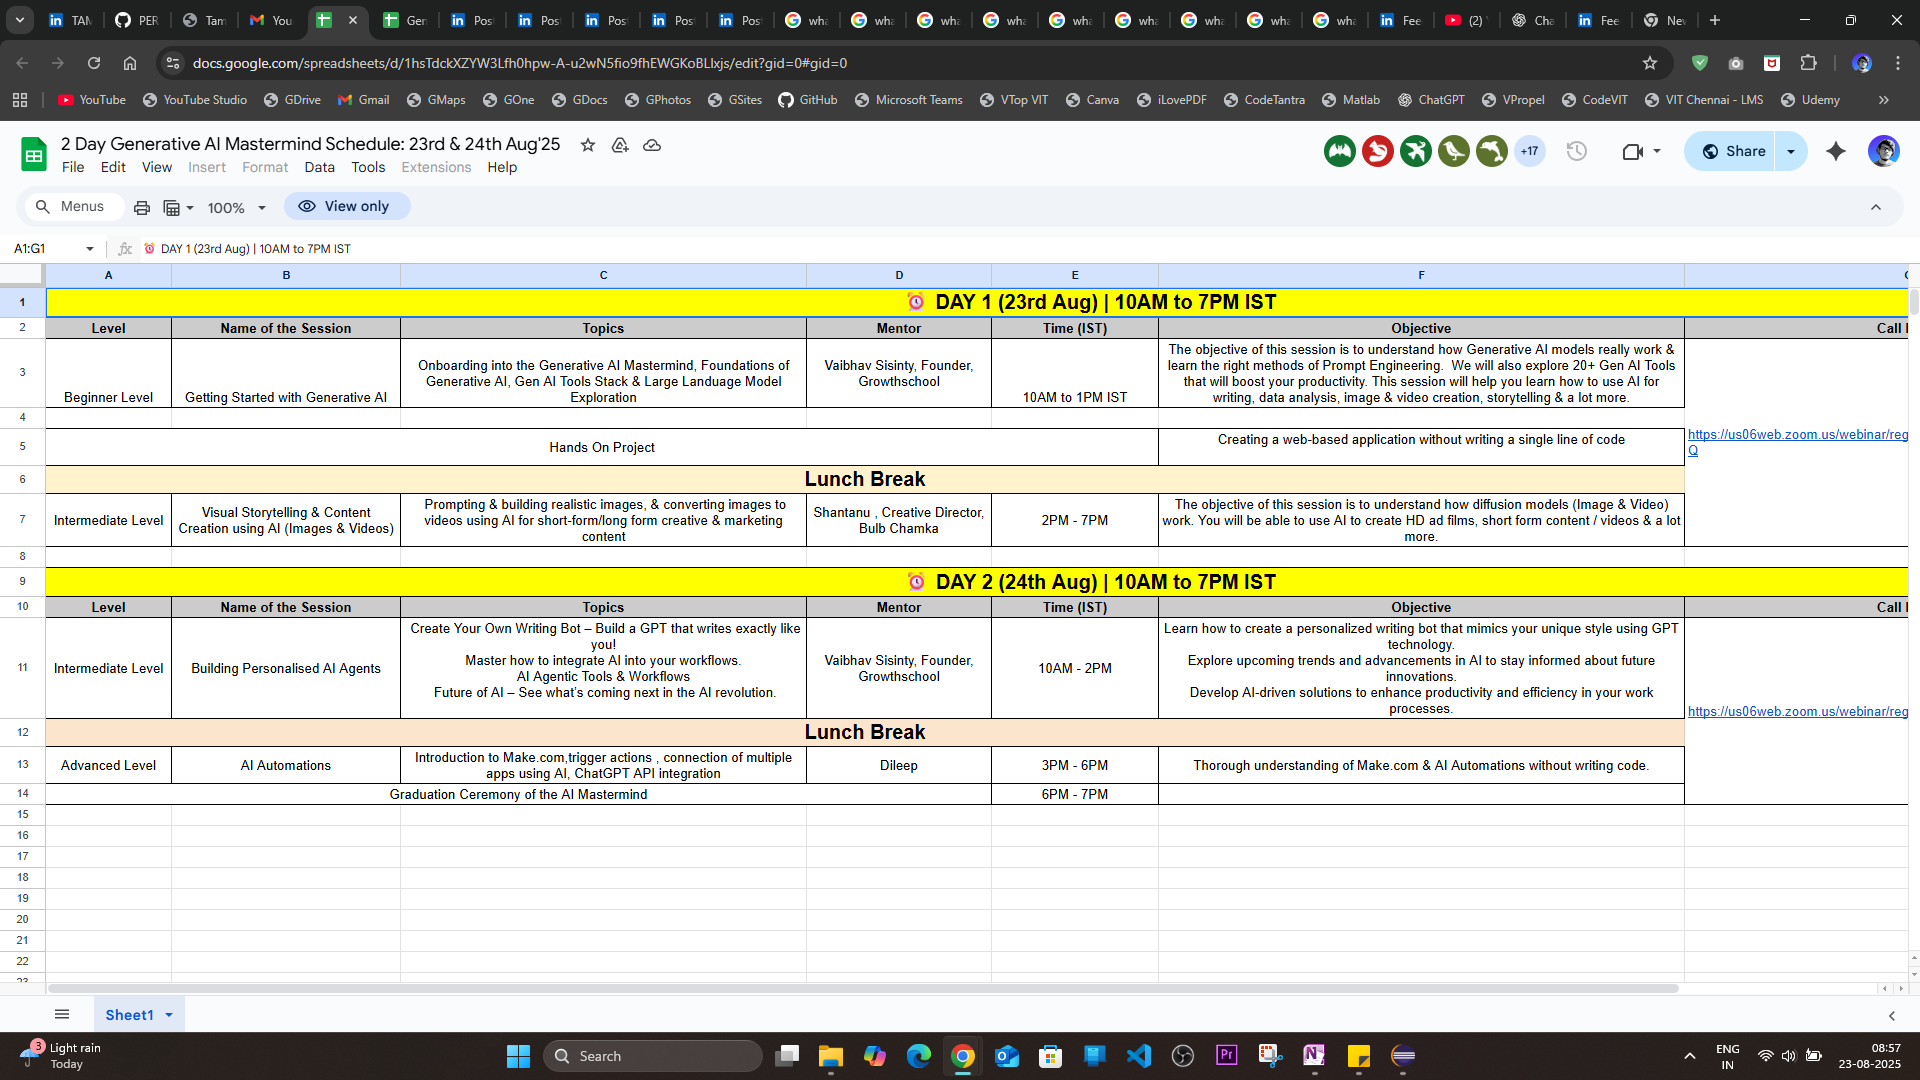 TAM
PER
Tam
You
Gen
Post
Post
Post
Post
Post
wha
wha
wha
wha
wha
wha
wha
wha
wha
Fee
(2)
Cha
Fee
Nev
docs.google.com/spreadsheets/d/1hsTdckXZYW3Lfh0hpw-A-u2wN5fio9fhEWGKoBLIxjs/edit?gid=0#gid=0
YouTube YouTube Studio GDrive Gmail GMaps GOne GDocs GPhotos GSites GitHub Microsoft Teams VTop VIT Canva iLovePDF CodeTantra Matlab ChatGPT VPropel CodeVIT VIT Chennai - LMS Udemy
2 Day Generative AI Mastermind Schedule: 23rd & 24th Aug'25
File Edit View Insert Format Data Tools Extensions Help
+17
Share
Menus
100%
View only
A1:G1
fx
⏰ DAY 1 (23rd Aug) | 10AM to 7PM IST
A B C D E F
1
⏰ DAY 1 (23rd Aug) | 10AM to 7PM IST
2
Level
Name of the Session
Topics
Mentor
Time (IST)
Objective
Call
3
Beginner Level
Getting Started with Generative AI
Onboarding into the Generative AI Mastermind, Foundations of
Generative AI, Gen AI Tools Stack & Large Landuage Model
Exploration
Vaibhav Sisinty, Founder,
Growthschool
10AM to 1PM IST
The objective of this session is to understand how Generative AI models really work &
learn the right methods of Prompt Engineering. We will also explore 20+ Gen AI Tools
that will boost your productivity. This session will help you learn how to use AI for
writing, data analysis, image & video creation, storytelling & a lot more.
4
5
Hands On Project
Creating a web-based application without writing a single line of code
https://us06web.zoom.us/webinar/reg
Q
6
Lunch Break
7
Intermediate Level
Visual Storytelling & Content
Creation using AI (Images & Videos)
Prompting & building realistic images, & converting images to
videos using AI for short-form/long form creative & marketing
content
Shantanu , Creative Director,
Bulb Chamka
2PM - 7PM
The objective of this session is to understand how diffusion models (Image & Video)
work. You will be able to use AI to create HD ad films, short form content / videos & a lot
more.
8
9
⏰ DAY 2 (24th Aug) | 10AM to 7PM IST
10
Level
Name of the Session
Topics
Mentor
Time (IST)
Objective
Call
11
Intermediate Level
Building Personalised AI Agents
Create Your Own Writing Bot – Build a GPT that writes exactly like
you!
Master how to integrate AI into your workflows.
AI Agentic Tools & Workflows
Future of AI – See what's coming next in the AI revolution.
Vaibhav Sisinty, Founder,
Growthschool
10AM - 2PM
Learn how to create a personalized writing bot that mimics your unique style using GPT
technology.
Explore upcoming trends and advancements in AI to stay informed about future
innovations.
Develop AI-driven solutions to enhance productivity and efficiency in your work
processes.
https://us06web.zoom.us/webinar/reg
12
Lunch Break
13
Advanced Level
AI Automations
Introduction to Make.com,trigger actions , connection of multiple
apps using AI, ChatGPT API integration
Dileep
3PM - 6PM
Thorough understanding of Make.com & AI Automations without writing code.
14
Graduation Ceremony of the AI Mastermind
6PM - 7PM
15
16
17
18
19
20
21
22
23
Sheet1
3
Light rain
Today
Search
Pr
ENG
IN
08:57
23-08-2025